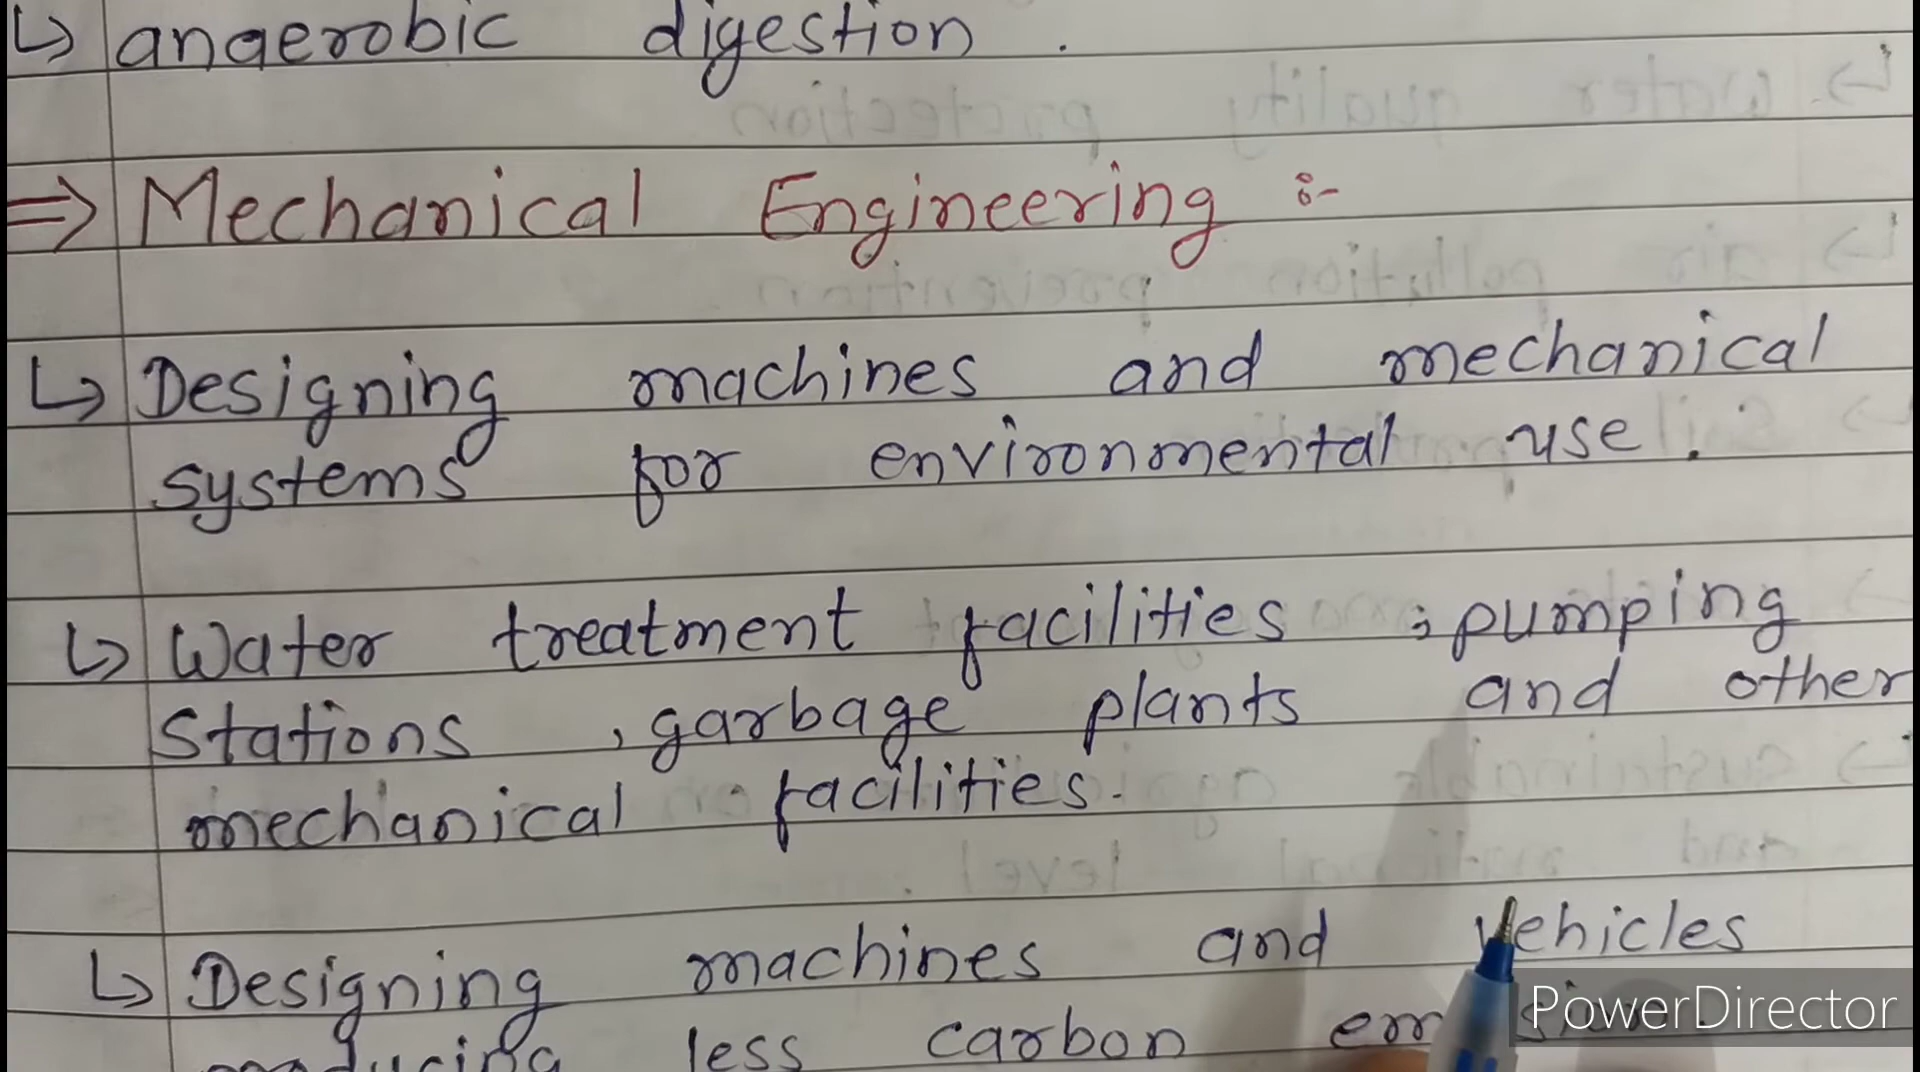 ↳ anaerobic digestion .
⇒ Mechanical Engineering :-
↳ Designing machines and mechanical
systems for environmental use .
↳ Water treatment facilities , pumping
stations , garbage plants and other
mechanical facilities .
↳ Designing machines and vehicles
producing less carbon
PowerDirector